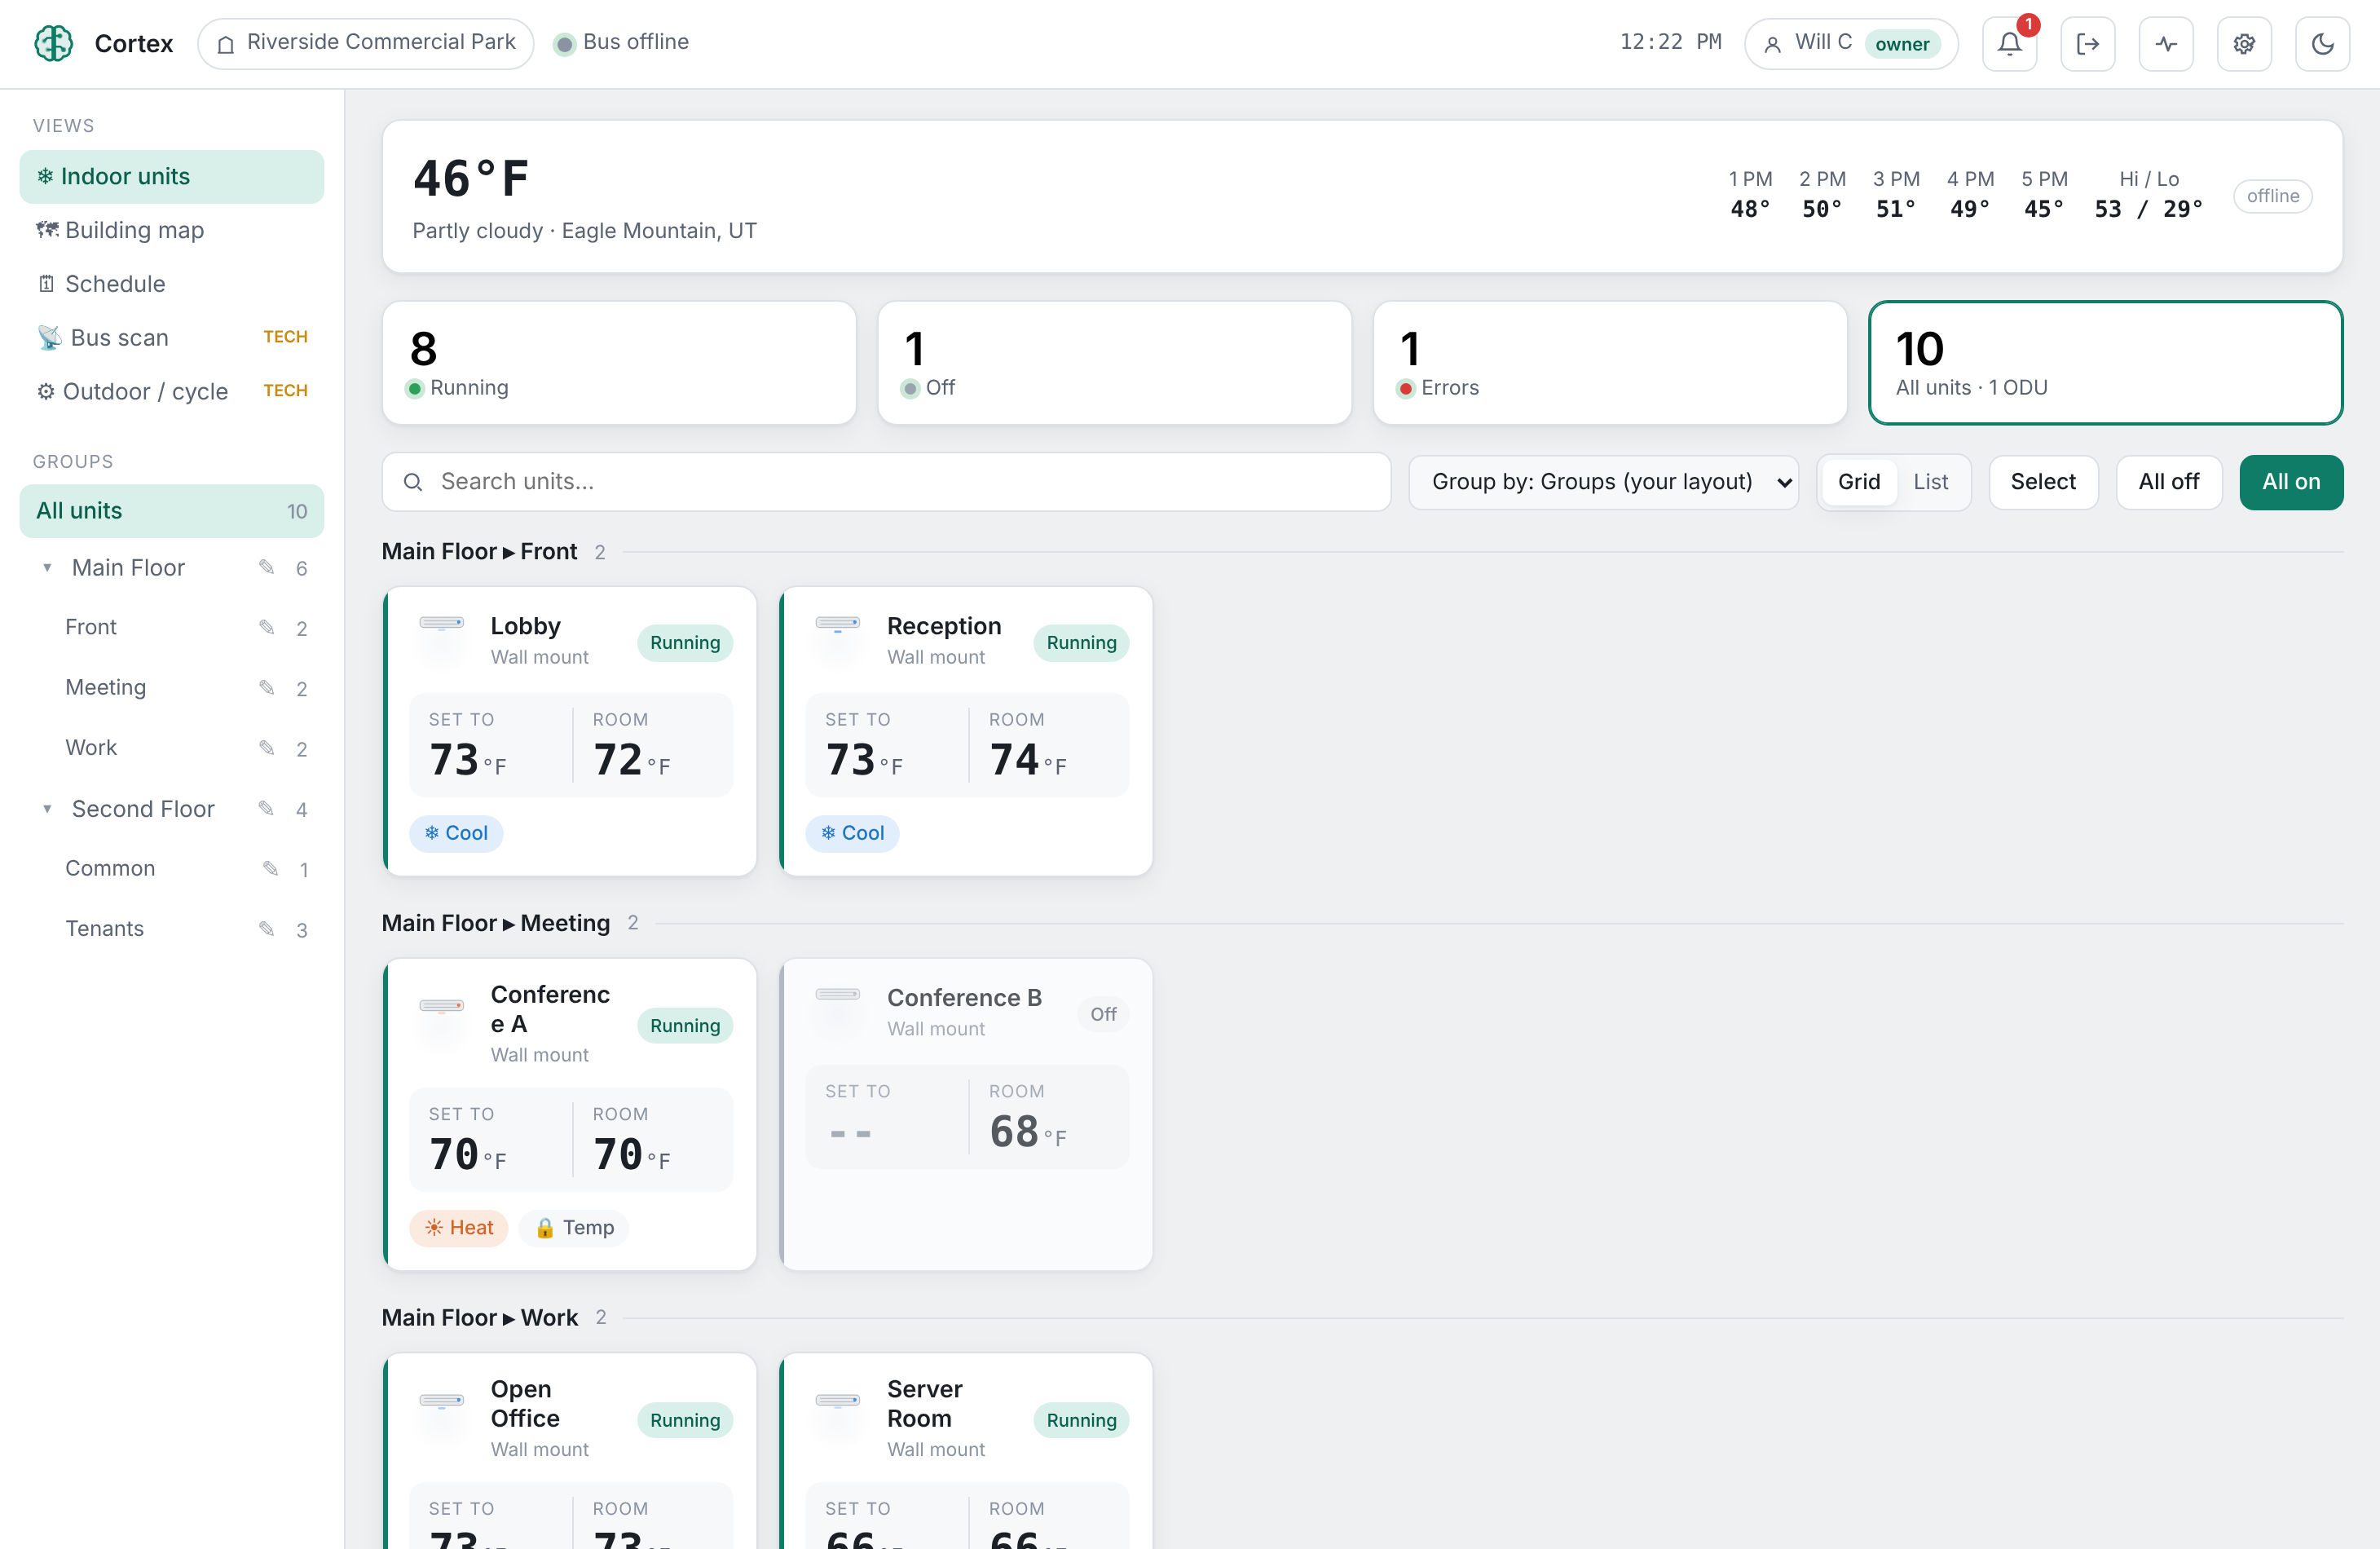 Cortex
Riverside Commercial Park
Bus offline
12:22 PM
Will C owner
1
VIEWS
Indoor units
Building map
Schedule
Bus scan TECH
Outdoor / cycle TECH
GROUPS
All units 10
Main Floor 6
Front 2
Meeting 2
Work 2
Second Floor 4
Common 1
Tenants 3
46°F
Partly cloudy · Eagle Mountain, UT
1 PM 2 PM 3 PM 4 PM 5 PM Hi / Lo
48° 50° 51° 49° 45° 53 / 29°
offline
8
Running
1
Off
1
Errors
10
All units · 1 ODU
Search units...
Group by: Groups (your layout)
Grid List
Select
All off
All on
Main Floor ▸ Front 2
Lobby
Wall mount
Running
SET TO ROOM
73°F 72°F
Cool
Reception
Wall mount
Running
SET TO ROOM
73°F 74°F
Cool
Main Floor ▸ Meeting 2
Conferenc
e A
Wall mount
Running
SET TO ROOM
70°F 70°F
Heat Temp
Conference B
Wall mount
Off
SET TO ROOM
-- 68°F
Main Floor ▸ Work 2
Open
Office
Wall mount
Running
SET TO ROOM
73 73
Server
Room
Wall mount
Running
SET TO ROOM
66 66